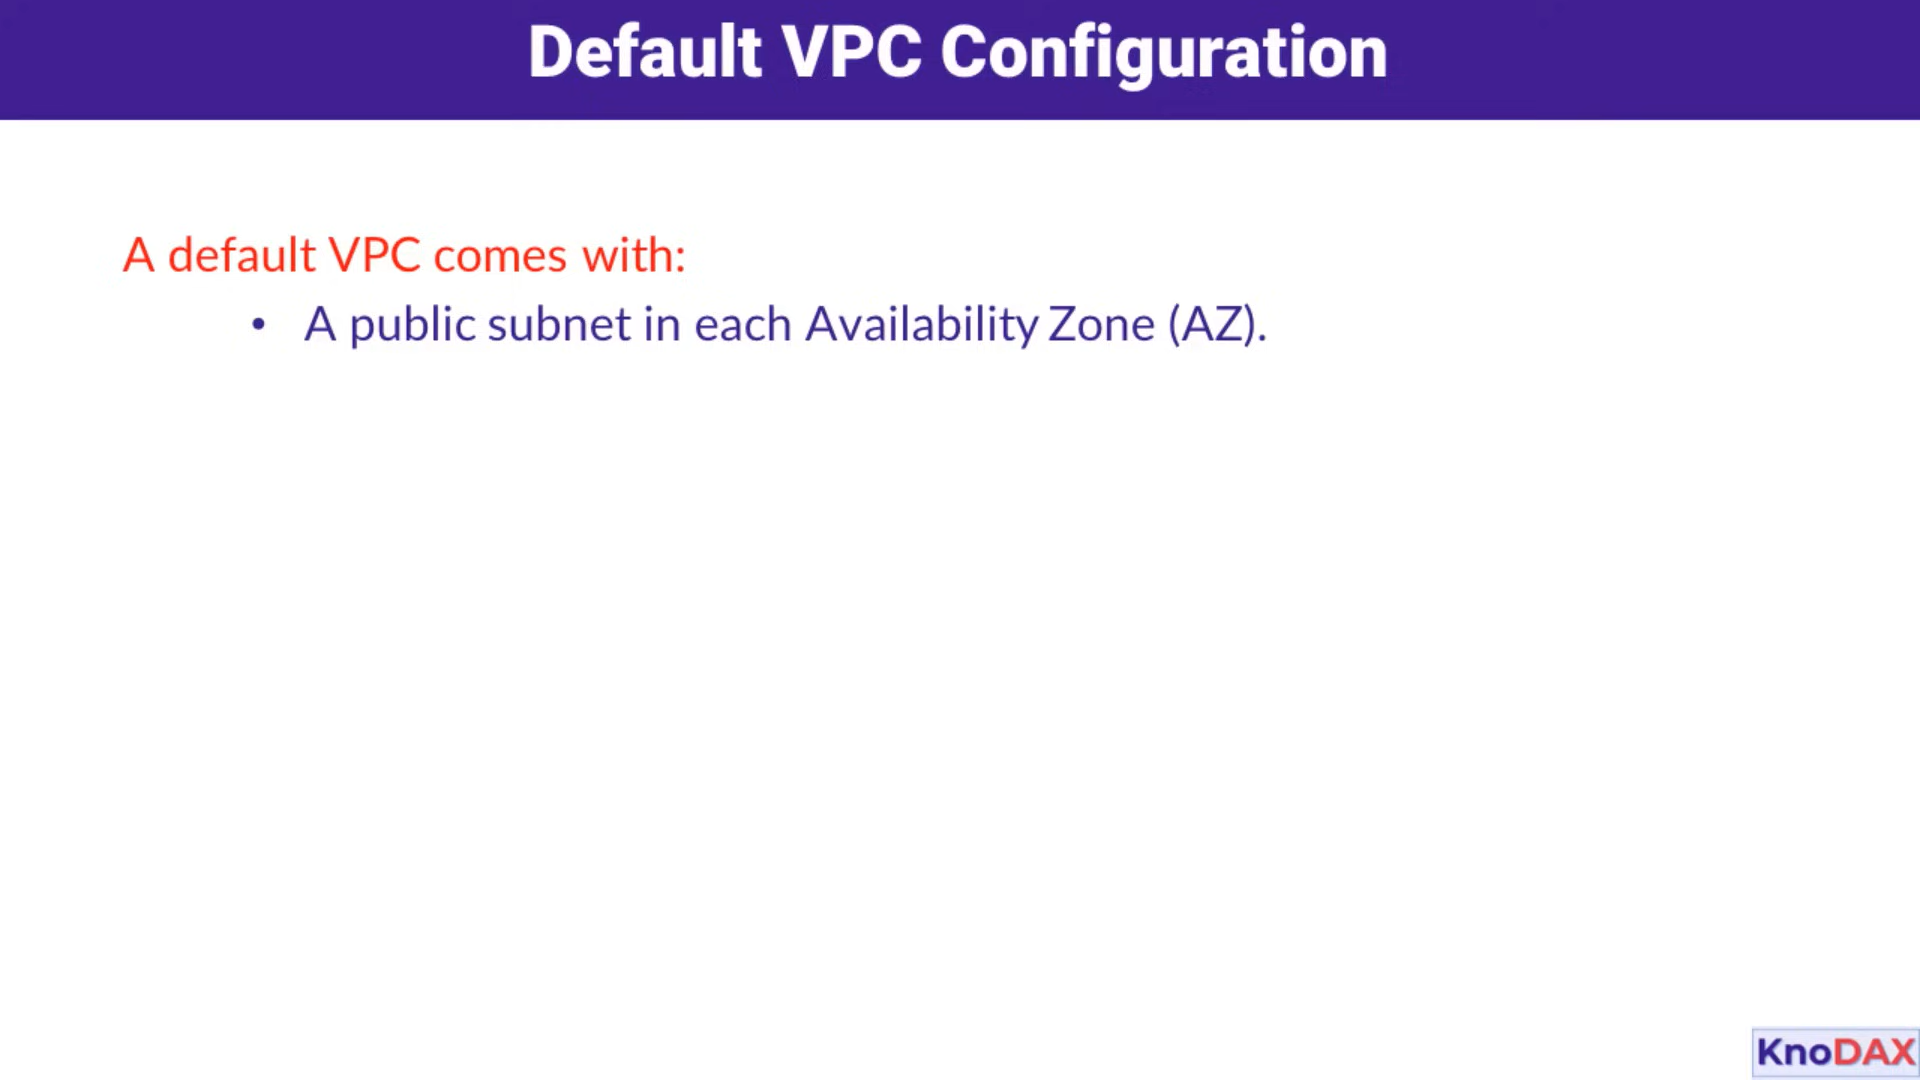 Default VPC Configuration
A default VPC comes with:
• A public subnet in each Availability Zone (AZ).
KnoDAX